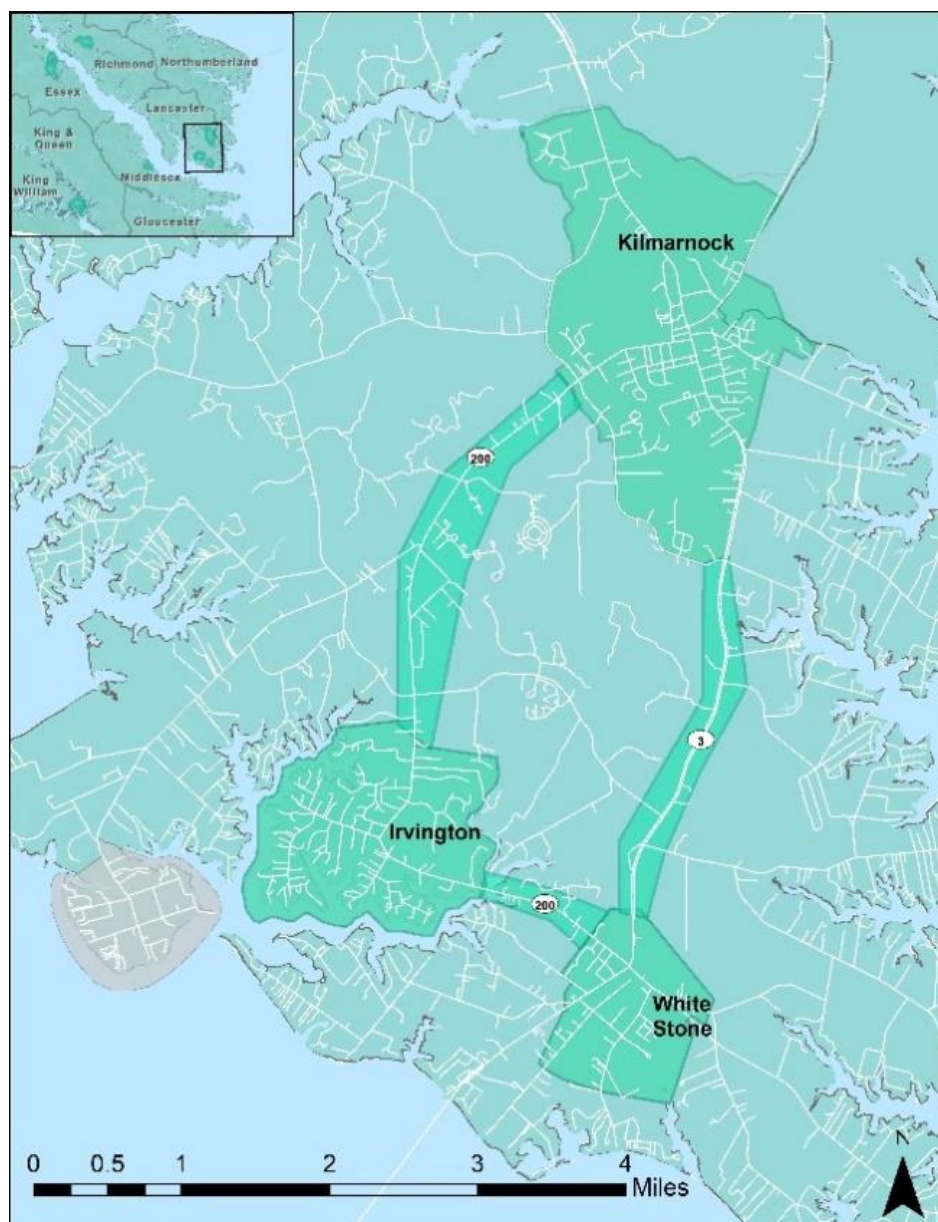 Richmond
Northumberland
Essex
Lancaster
King &
Queen
King
William
Middlesex
Gloucester
Kilmarnock
200
3
Irvington
200
White
Stone
N
0 0.5 1 2 3 4
Miles